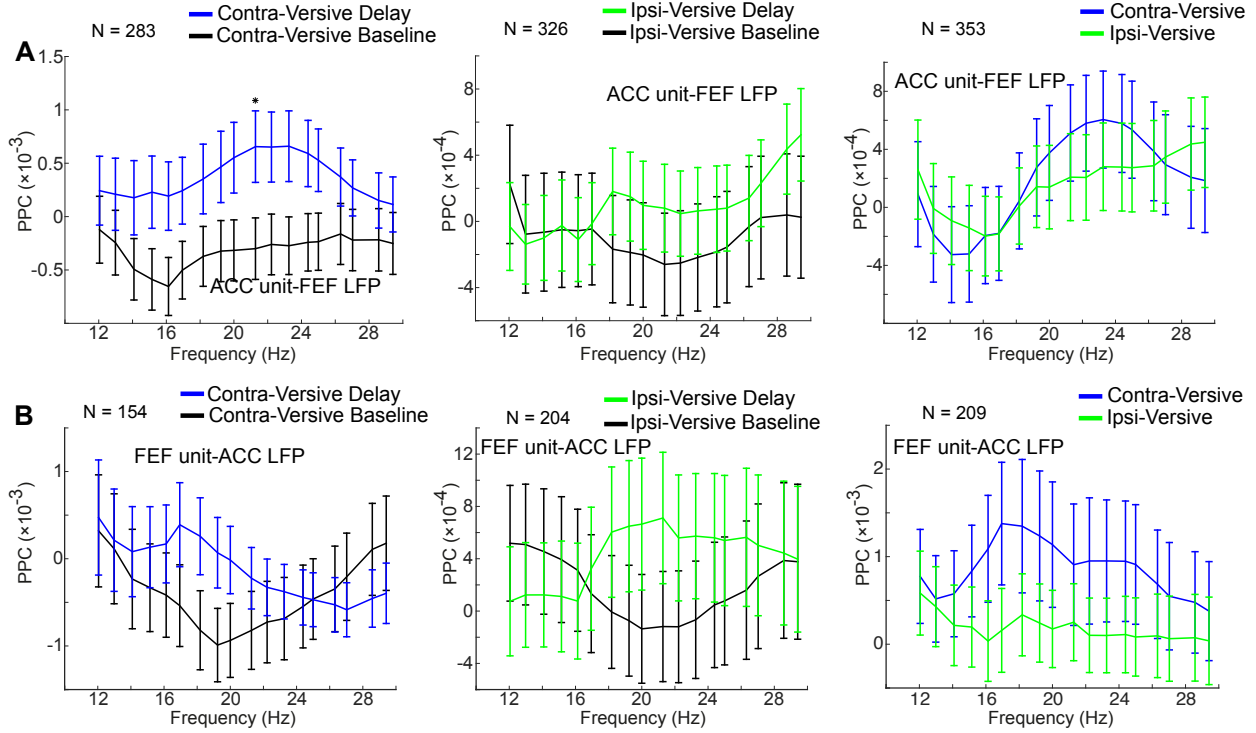 A
N = 283
Contra-Versive Delay
Contra-Versive Baseline
PPC (×10⁻³)
1.5
1
0.5
0
-0.5
*
ACC unit-FEF LFP
12 16 20 24 28
Frequency (Hz)
N = 326
Ipsi-Versive Delay
Ipsi-Versive Baseline
ACC unit-FEF LFP
PPC (×10⁻⁴)
8
4
0
-4
12 16 20 24 28
Frequency (Hz)
N = 353
Contra-Versive
Ipsi-Versive
ACC unit-FEF LFP
PPC (×10⁻⁴)
8
4
0
-4
12 16 20 24 28
Frequency (Hz)
B
N = 154
Contra-Versive Delay
Contra-Versive Baseline
FEF unit-ACC LFP
PPC (×10⁻³)
1
0
-1
12 16 20 24 28
Frequency (Hz)
N = 204
Ipsi-Versive Delay
Ipsi-Versive Baseline
FEF unit-ACC LFP
PPC (×10⁻⁴)
12
8
4
0
-4
12 16 20 24 28
Frequency (Hz)
N = 209
Contra-Versive
Ipsi-Versive
FEF unit-ACC LFP
PPC (×10⁻³)
2
1
0
12 16 20 24 28
Frequency (Hz)